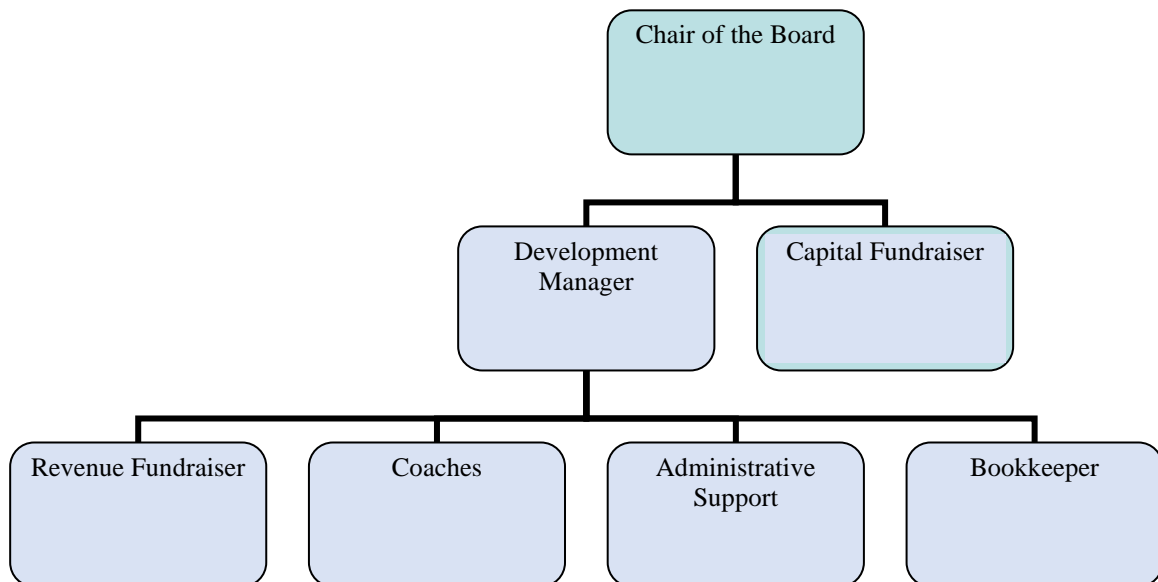 Chair of the Board
Development
Manager
Capital Fundraiser
Revenue Fundraiser
Coaches
Administrative
Support
Bookkeeper